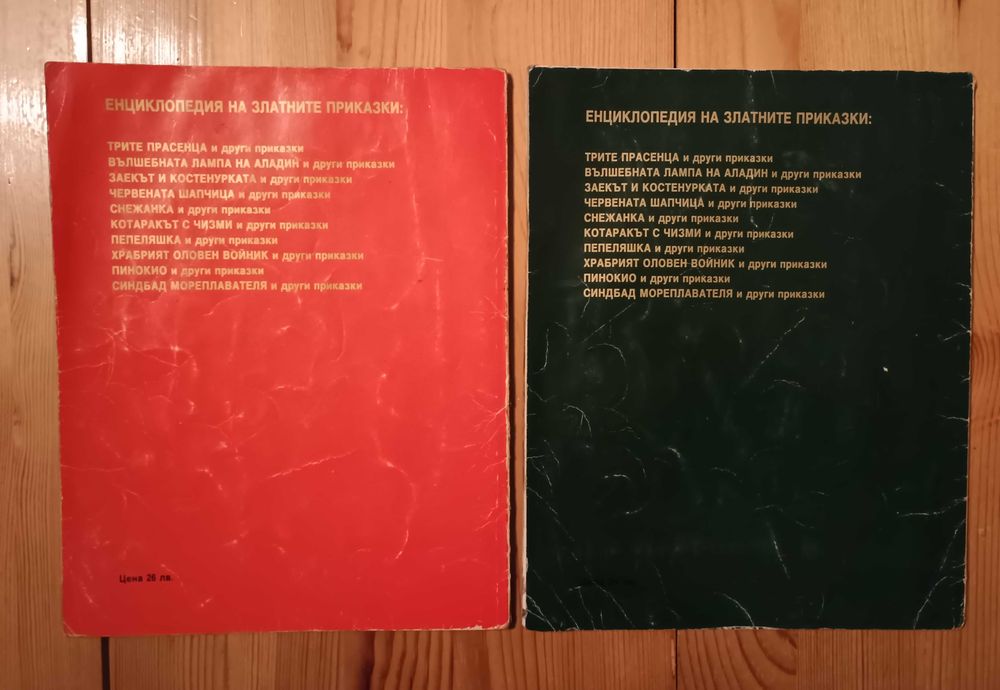 ЕНЦИКЛОПЕДИЯ НА ЗЛАТНИТЕ ПРИКАЗКИ:
ТРИТЕ ПРАСЕНЦА и други приказки
ВЪЛШЕБНАТА ЛАМПА НА АЛАДИН и други приказки
ЗАЕКЪТ И КОСТЕНУРКАТА и други приказки
ЧЕРВЕНАТА ШАПЧИЦА и други приказки
СНЕЖАНКА и други приказки
КОТАРАКЪТ С ЧИЗМИ и други приказки
ПЕПЕЛЯШКА и други приказки
ХРАБРИЯТ ОЛОВЕН ВОЙНИК и други приказки
ПИНОКИО и други приказки
СИНДБАД МОРЕПЛАВАТЕЛЯ и други приказки
Цена 26 лв.
ЕНЦИКЛОПЕДИЯ НА ЗЛАТНИТЕ ПРИКАЗКИ:
ТРИТЕ ПРАСЕНЦА и други приказки
ВЪЛШЕБНАТА ЛАМПА НА АЛАДИН и други приказки
ЗАЕКЪТ И КОСТЕНУРКАТА и други приказки
ЧЕРВЕНАТА ШАПЧИЦА и други приказки
СНЕЖАНКА и други приказки
КОТАРАКЪТ С ЧИЗМИ и други приказки
ПЕПЕЛЯШКА и други приказки
ХРАБРИЯТ ОЛОВЕН ВОЙНИК и други приказки
ПИНОКИО и други приказки
СИНДБАД МОРЕПЛАВАТЕЛЯ и други приказки